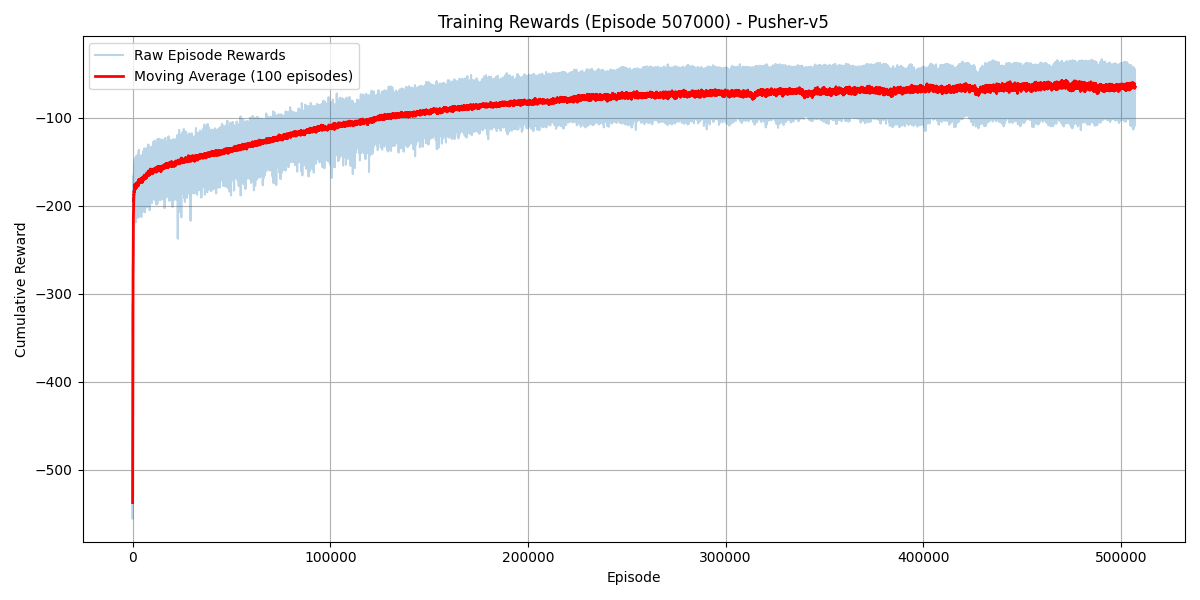 Training Rewards (Episode 507000) - Pusher-v5
Raw Episode Rewards
Moving Average (100 episodes)
Cumulative Reward
−100
−200
−300
−400
−500
0
100000
200000
300000
400000
500000
Episode